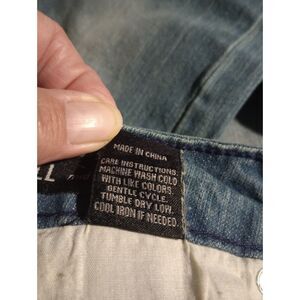 MADE IN CHINA
CARE INSTRUCTIONS:
MACHINE WASH COLD
WITH LIKE COLORS.
GENTLE CYCLE.
TUMBLE DRY LOW.
COOL IRON IF NEEDED.